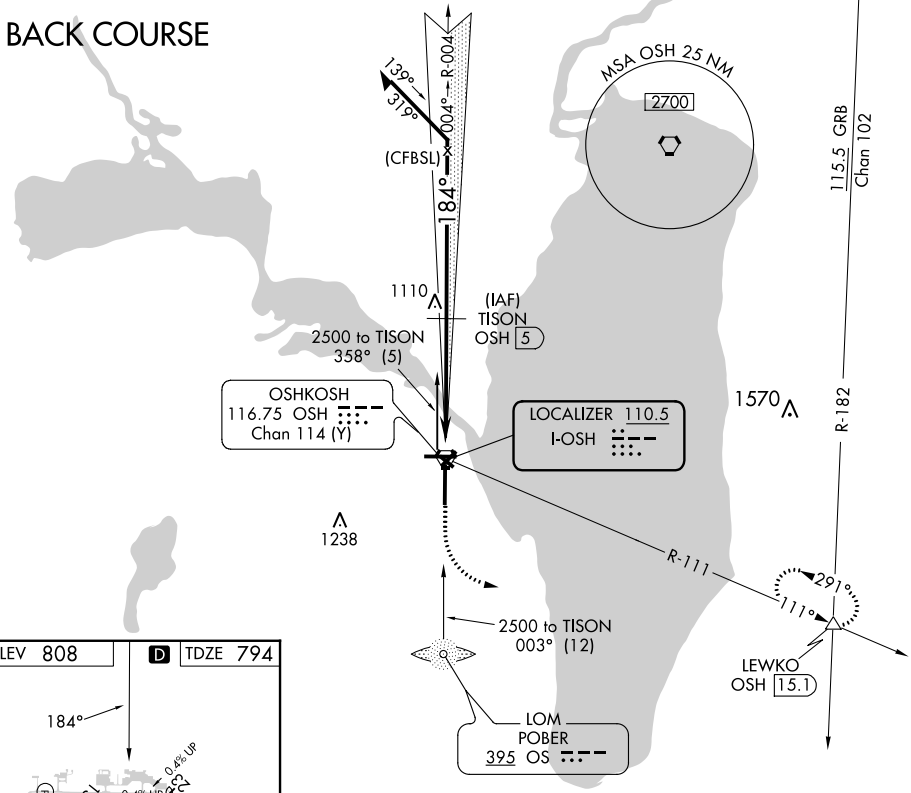 BACK COURSE
139°
319°
004° R-004
(CFBSL)
184°
MSA OSH 25 NM
2700
115.5 GRB
Chan 102
1110
(IAF)
TISON
OSH 5
2500 to TISON
358° (5)
OSHKOSH
116.75 OSH
Chan 114 (Y)
LOCALIZER 110.5
I-OSH
1570
R-182
1238
R-111
291°
111°
2500 to TISON
003° (12)
LEWKO
OSH 15.1
LOM
POBER
395 OS
LEV 808
D
TDZE 794
184°
0.4% UP